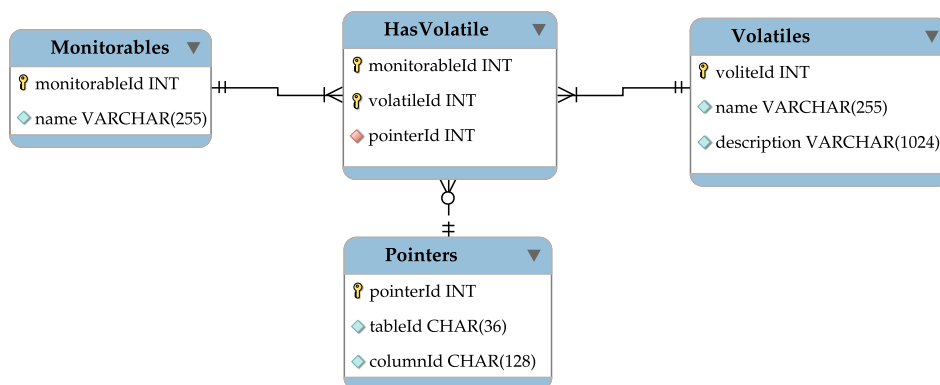 Monitorables
monitorableId INT
name VARCHAR(255)
HasVolatile
monitorableId INT
volatileId INT
pointerId INT
Volatiles
voliteId INT
name VARCHAR(255)
description VARCHAR(1024)
Pointers
pointerId INT
tableId CHAR(36)
columnId CHAR(128)